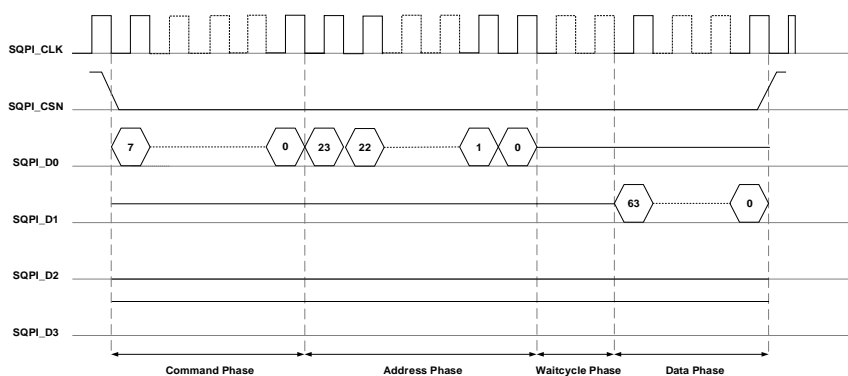 SQPI_CLK
SQPI_CSN
SQPI_D0 7 0 23 22 1 0
SQPI_D1 63 0
SQPI_D2
SQPI_D3
Command Phase Address Phase Waitcycle Phase Data Phase